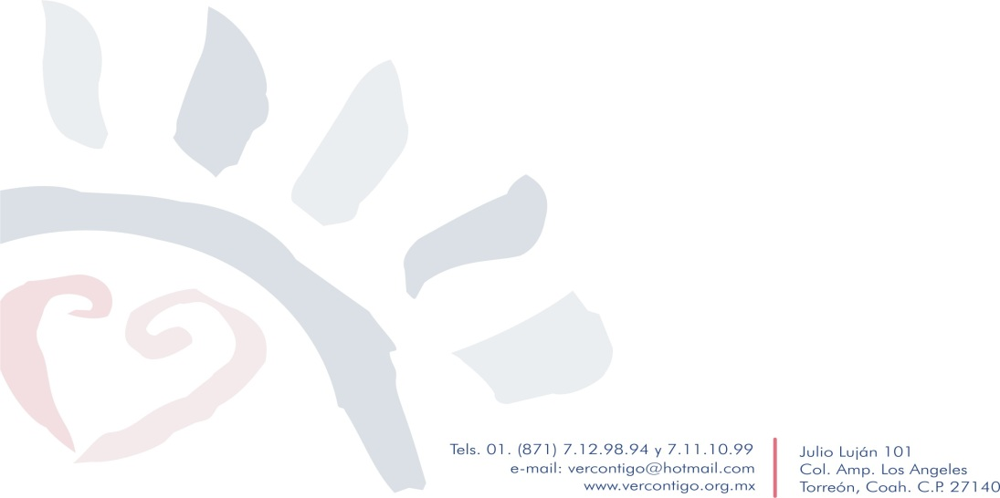 Tels. 01. (871) 7.12.98.94 y 7.11.10.99
e-mail: vercontigo@hotmail.com
www.vercontigo.org.mx
Julio Luján 101
Col. Amp. Los Angeles
Torreón, Coah. C.P. 27140